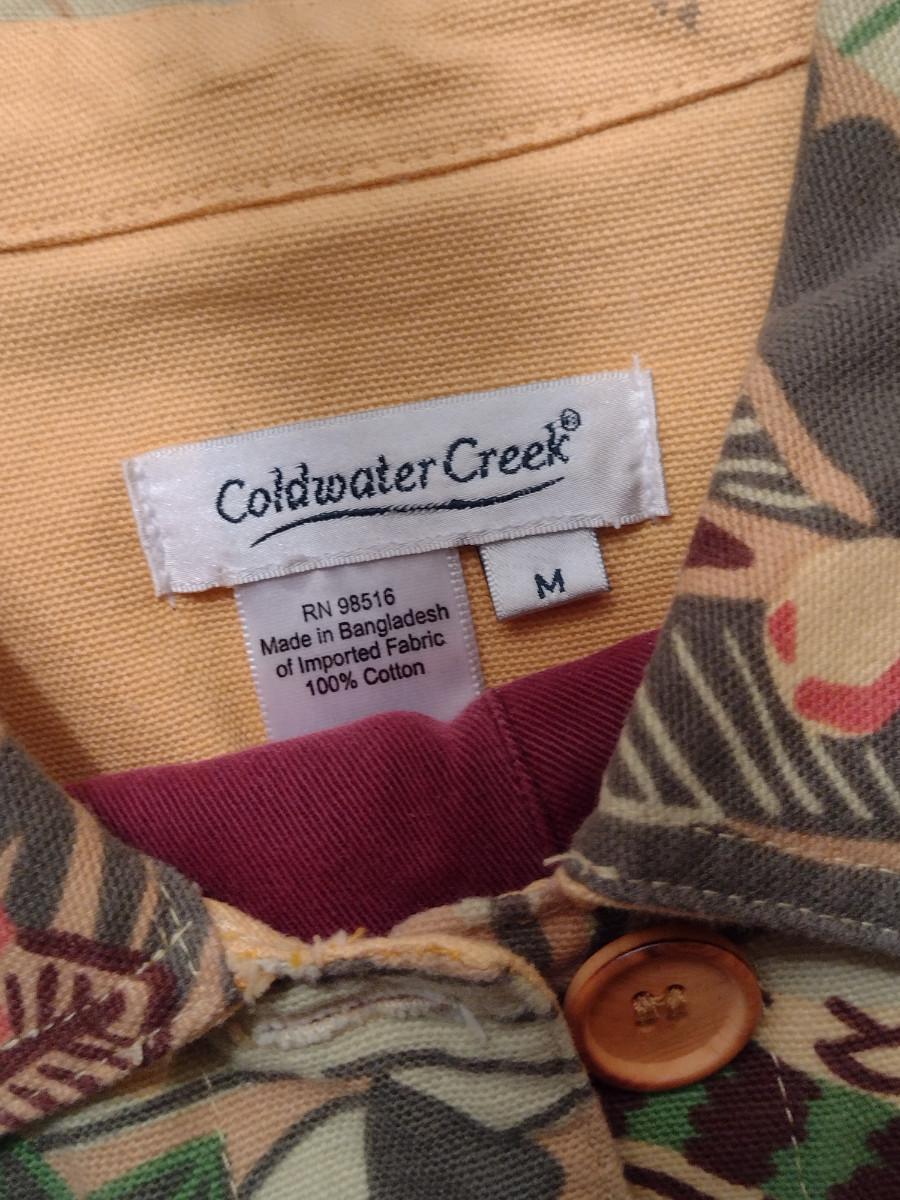 Coldwater Creek®
M
RN 98516
Made in Bangladesh
of Imported Fabric
100% Cotton